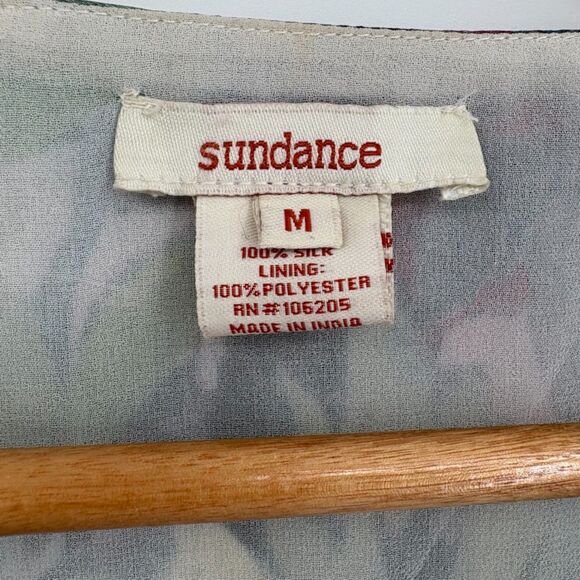 sundance
M
100% SILK
LINING:
100% POLYESTER
RN# 106205
MADE IN INDIA